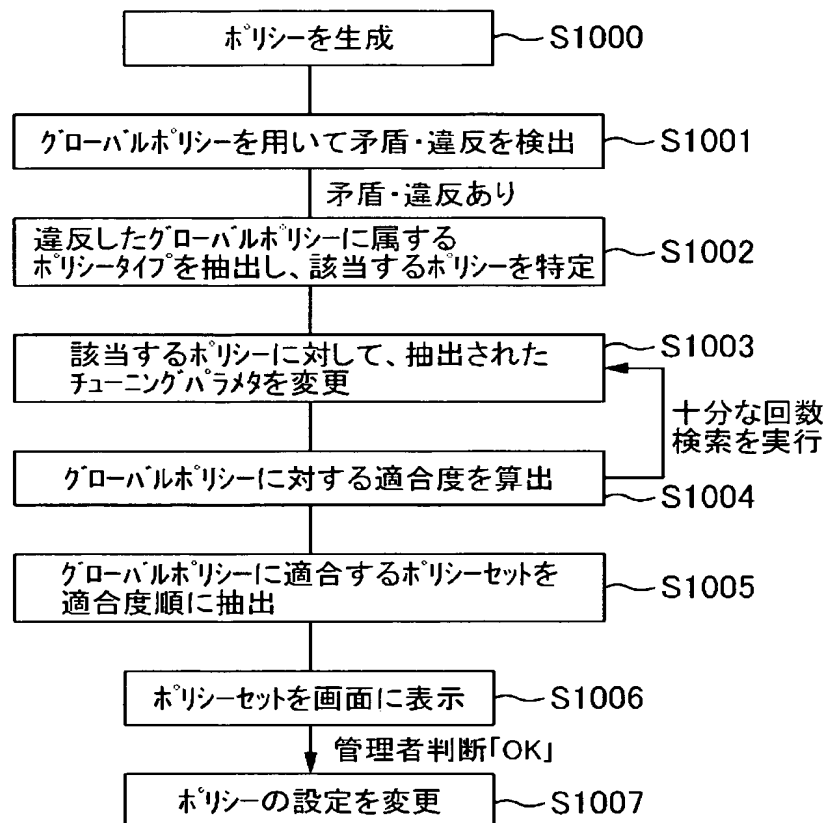 ポリシーを生成
S1000
グローバルポリシーを用いて矛盾・違反を検出
S1001
矛盾・違反あり
違反したグローバルポリシーに属する
ポリシータイプを抽出し、該当するポリシーを特定
S1002
該当するポリシーに対して、抽出された
チューニングパラメタを変更
S1003
十分な回数
検索を実行
グローバルポリシーに対する適合度を算出
S1004
グローバルポリシーに適合するポリシーセットを
適合度順に抽出
S1005
ポリシーセットを画面に表示
S1006
管理者判断「OK」
ポリシーの設定を変更
S1007